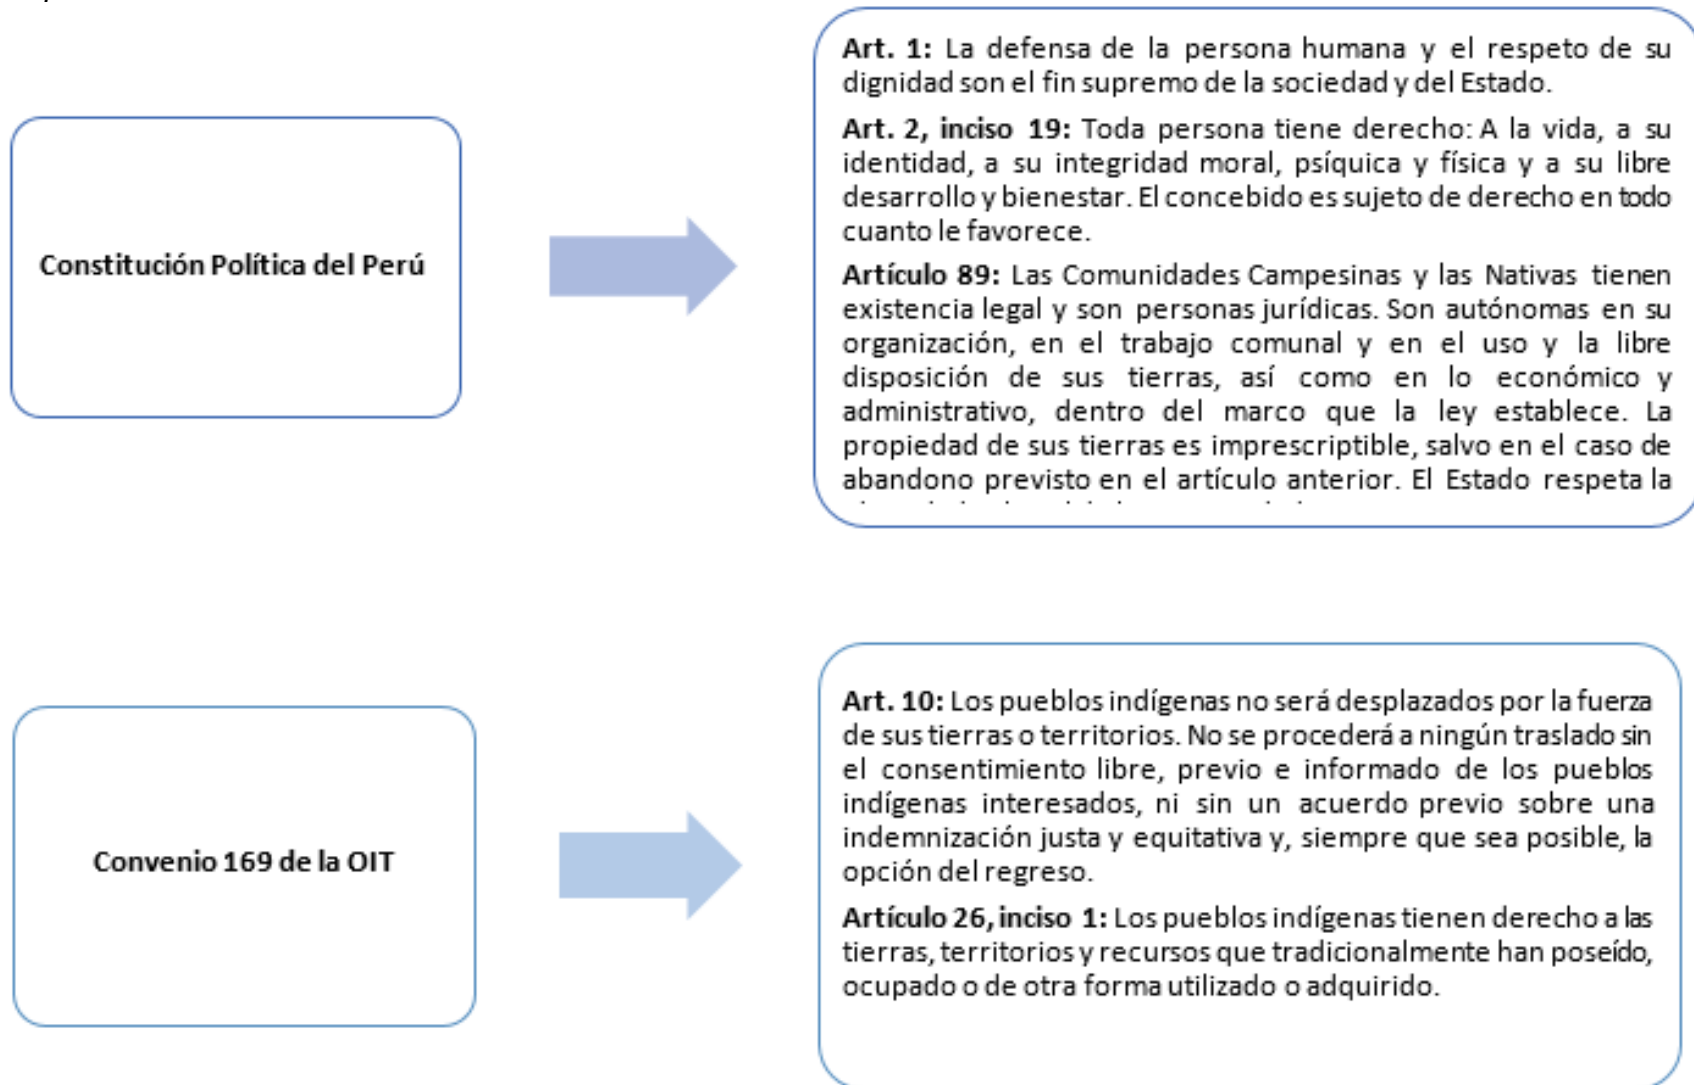 Art. 1: La defensa de la persona humana y el respeto de su
dignidad son el fin supremo de la sociedad y del Estado.
Art. 2, inciso 19: Toda persona tiene derecho: A la vida, a su
identidad, a su integridad moral, psíquica y física y a su libre
desarrollo y bienestar. El concebido es sujeto de derecho en todo
cuanto le favorece.
Constitución Política del Perú
Artículo 89: Las Comunidades Campesinas y las Nativas tienen
existencia legal y son personas jurídicas. Son autónomas en su
organización, en el trabajo comunal y en el uso y la libre
disposición de sus tierras, así como en lo económico y
administrativo, dentro del marco que la ley establece. La
propiedad de sus tierras es imprescriptible, salvo en el caso de
abandono previsto en el artículo anterior. El Estado respeta la
Convenio 169 de la OIT
Art. 10: Los pueblos indígenas no será desplazados por la fuerza
de sus tierras o territorios. No se procederá a ningún traslado sin
el consentimiento libre, previo e informado de los pueblos
indígenas interesados, ni sin un acuerdo previo sobre una
indemnización justa y equitativa y, siempre que sea posible, la
opción del regreso.
Artículo 26, inciso 1: Los pueblos indígenas tienen derecho a las
tierras, territorios y recursos que tradicionalmente han poseído,
ocupado o de otra forma utilizado o adquirido.